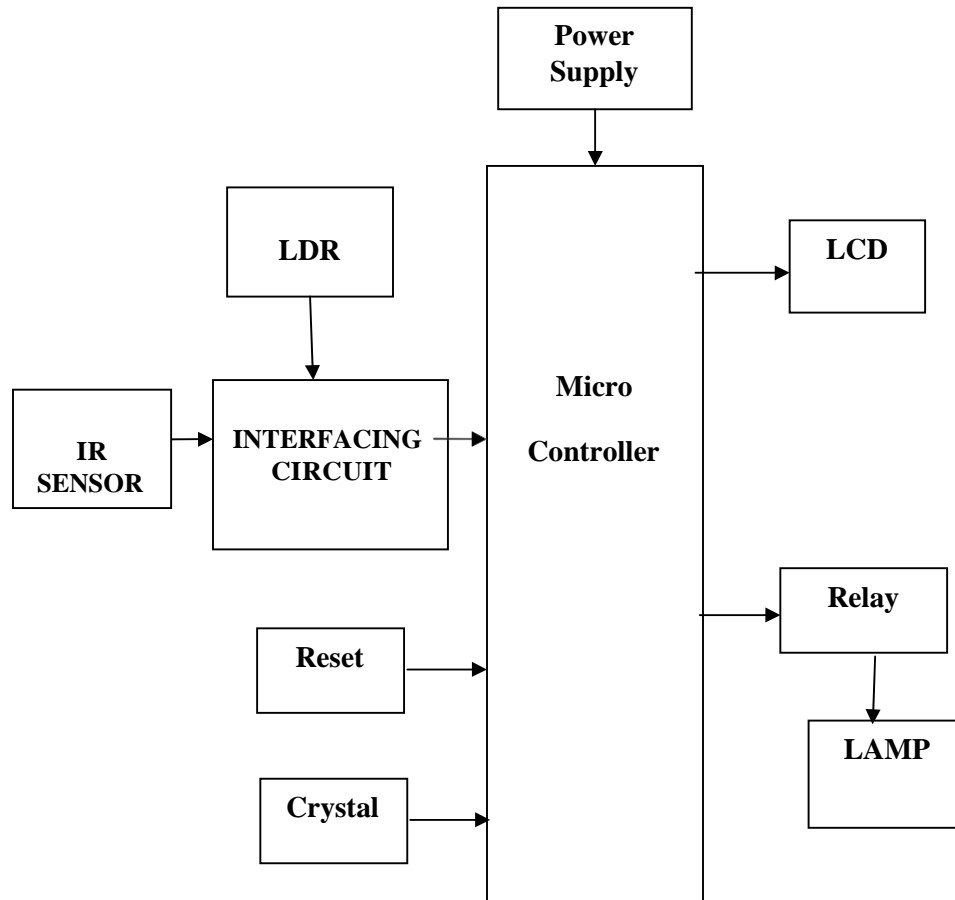 Power
Supply
LDR
LCD
Micro
Controller
IR
SENSOR
INTERFACING
CIRCUIT
Relay
Reset
LAMP
Crystal